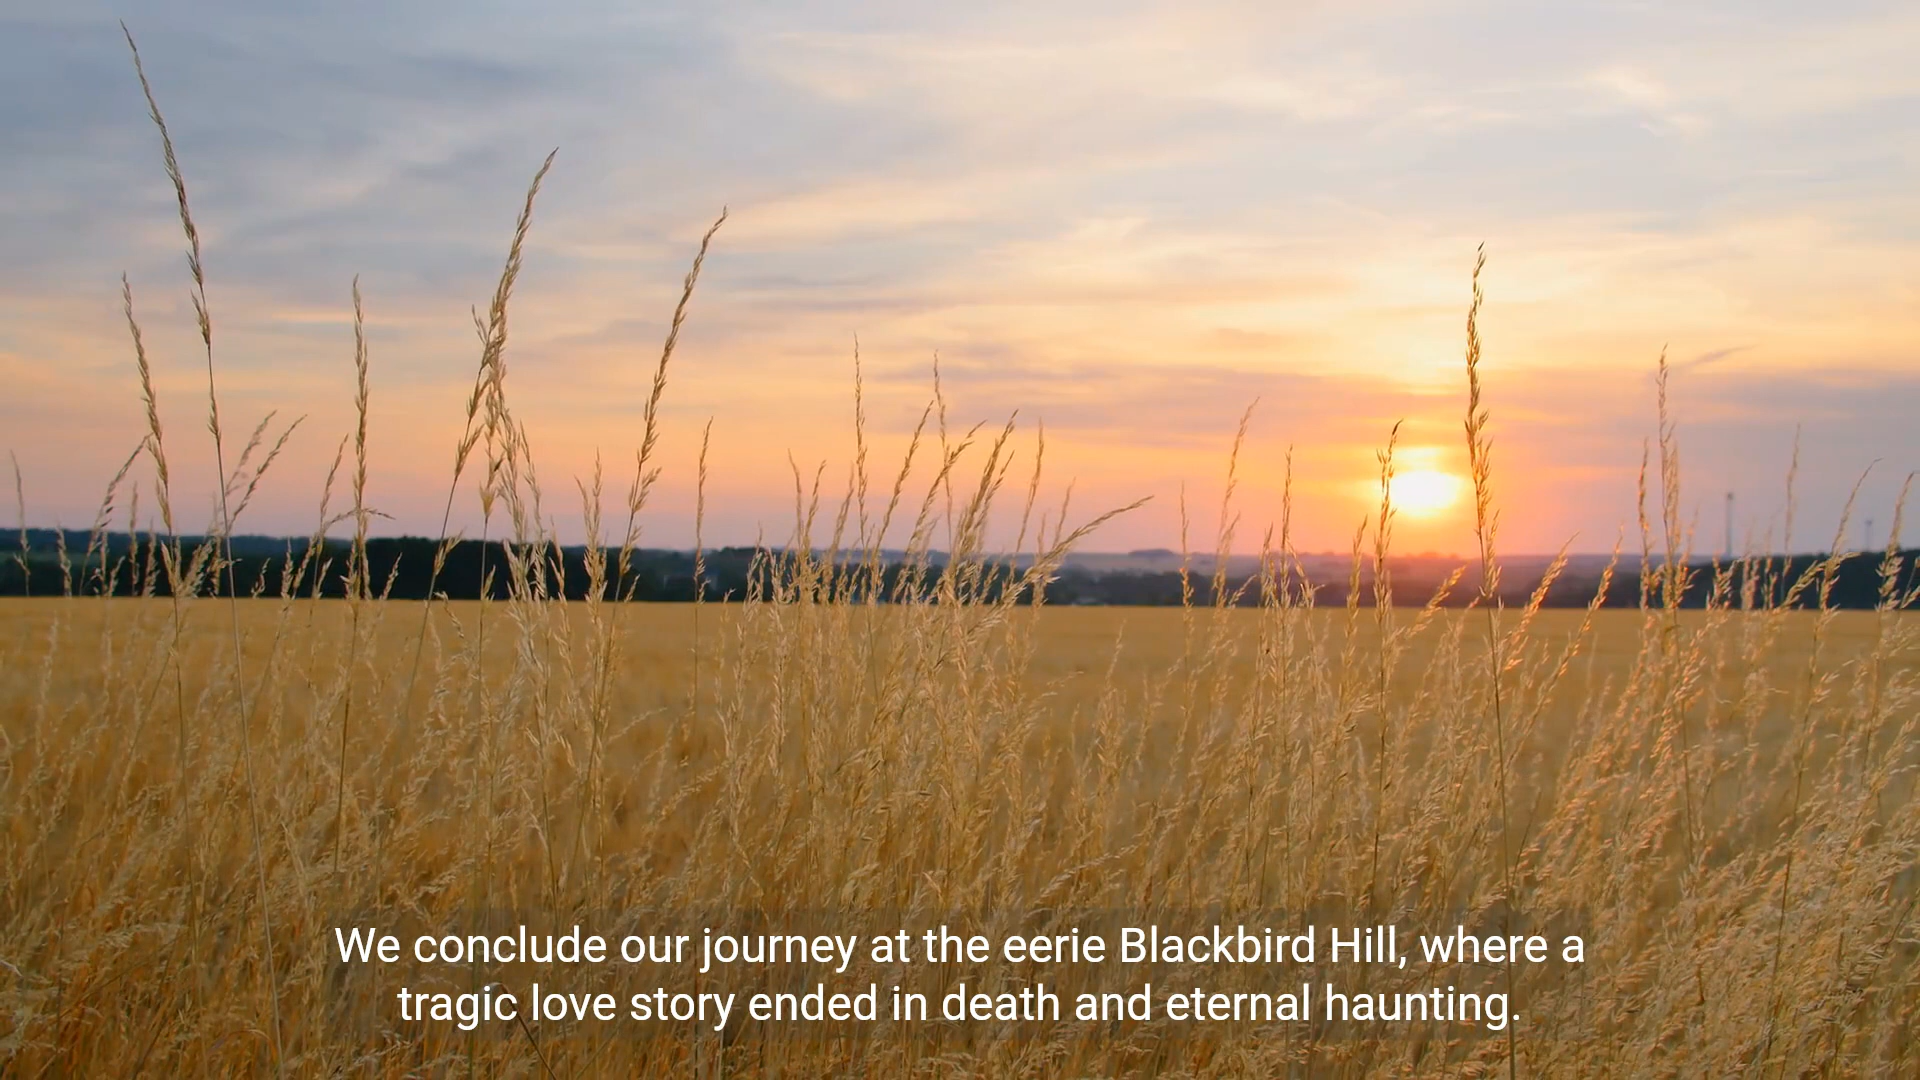 We conclude our journey at the eerie Blackbird Hill, where a
tragic love story ended in death and eternal haunting.